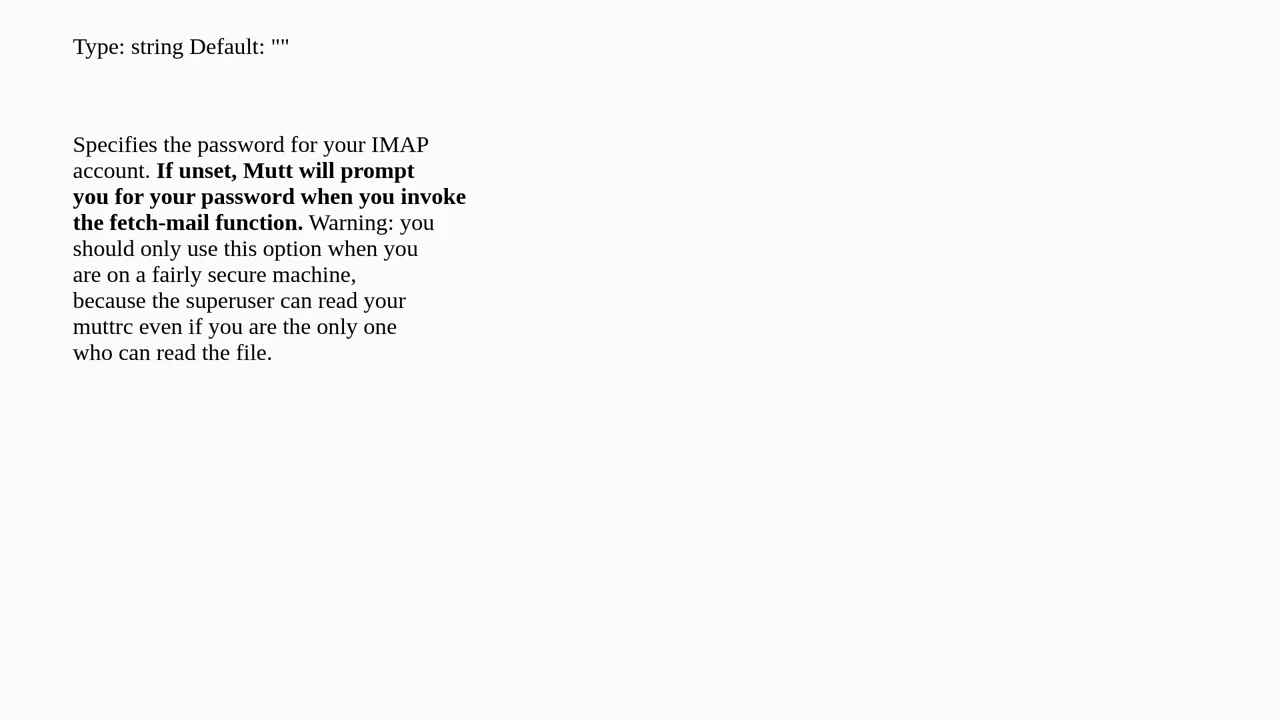 Type: string Default: ""
Specifies the password for your IMAP
account. If unset, Mutt will prompt
you for your password when you invoke
the fetch-mail function. Warning: you
should only use this option when you
are on a fairly secure machine,
because the superuser can read your
muttrc even if you are the only one
who can read the file.